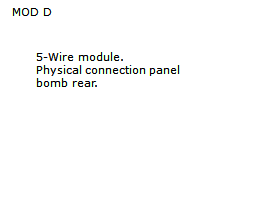 MOD D
5-Wire module.
Physical connection panel
bomb rear.